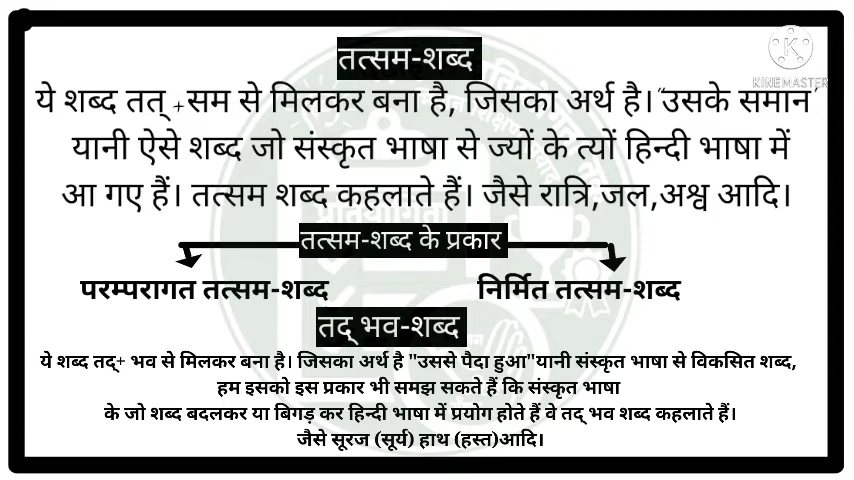 तत्सम-शब्द
KINEMASTER
ये शब्द तत् +सम से मिलकर बना है, जिसका अर्थ है। "उसके समान"
यानी ऐसे शब्द जो संस्कृत भाषा से ज्यों के त्यों हिन्दी भाषा में
आ गए हैं। तत्सम शब्द कहलाते हैं। जैसे रात्रि,जल,अश्व आदि।
तत्सम-शब्द के प्रकार
परम्परागत तत्सम-शब्द निर्मित तत्सम-शब्द
तद् भव-शब्द
ये शब्द तद्+ भव से मिलकर बना है। जिसका अर्थ है "उससे पैदा हुआ"यानी संस्कृत भाषा से विकसित शब्द,
हम इसको इस प्रकार भी समझ सकते हैं कि संस्कृत भाषा
के जो शब्द बदलकर या बिगड़ कर हिन्दी भाषा में प्रयोग होते हैं वे तद् भव शब्द कहलाते हैं।
जैसे सूरज (सूर्य) हाथ (हस्त)आदि।